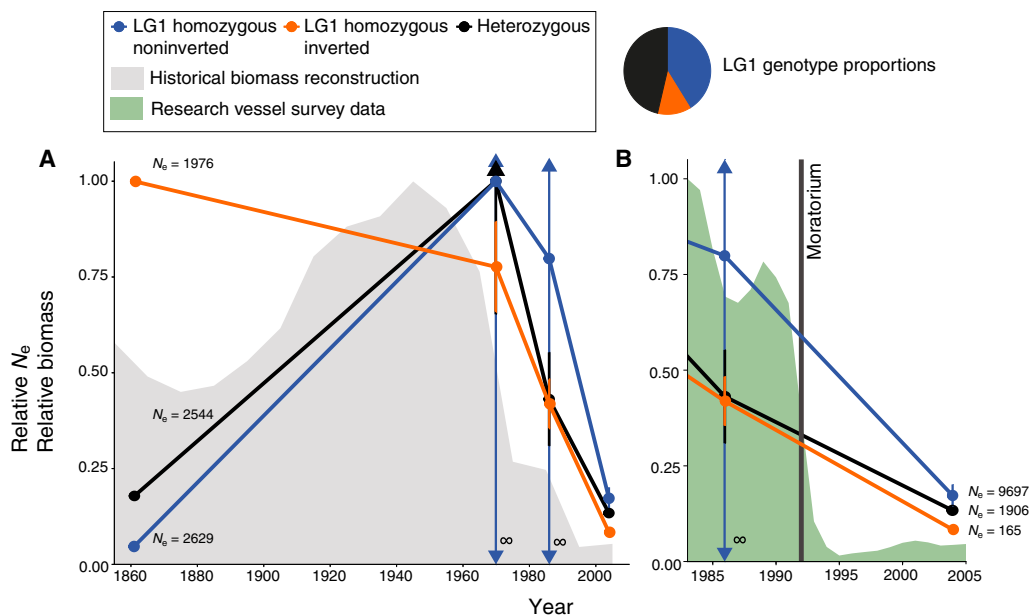 LG1 homozygous noninverted
LG1 homozygous inverted
Heterozygous
Historical biomass reconstruction
Research vessel survey data
LG1 genotype proportions
A
Relative Ne
Relative biomass
1.00
0.75
0.50
0.25
0.00
Ne = 1976
Ne = 2544
Ne = 2629
∞
∞
1860
1880
1900
1920
1940
1960
1980
2000
B
1.00
0.75
0.50
0.25
0.00
Moratorium
∞
Ne = 9697
Ne = 1906
Ne = 165
1985
1990
1995
2000
2005
Year